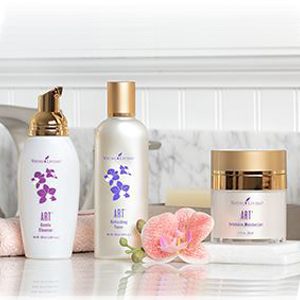 YOUNG LIVING
ART
Gentle
Cleanser
YOUNG LIVING
ART
Refreshing
Toner
YOUNG LIVING
ART
Intensive Moisturizer